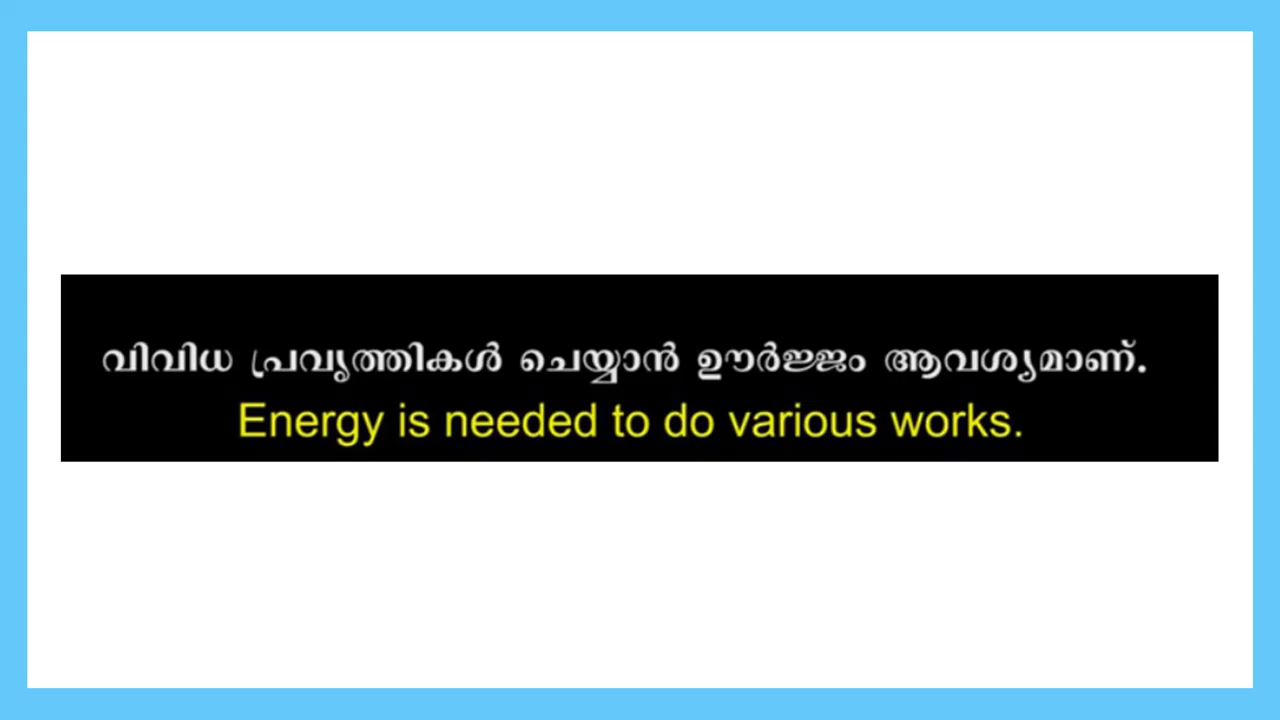 വിവിധ പ്രവൃത്തികൾ ചെയ്യാൻ ഊർജ്ജം ആവശ്യമാണ്.
Energy is needed to do various works.